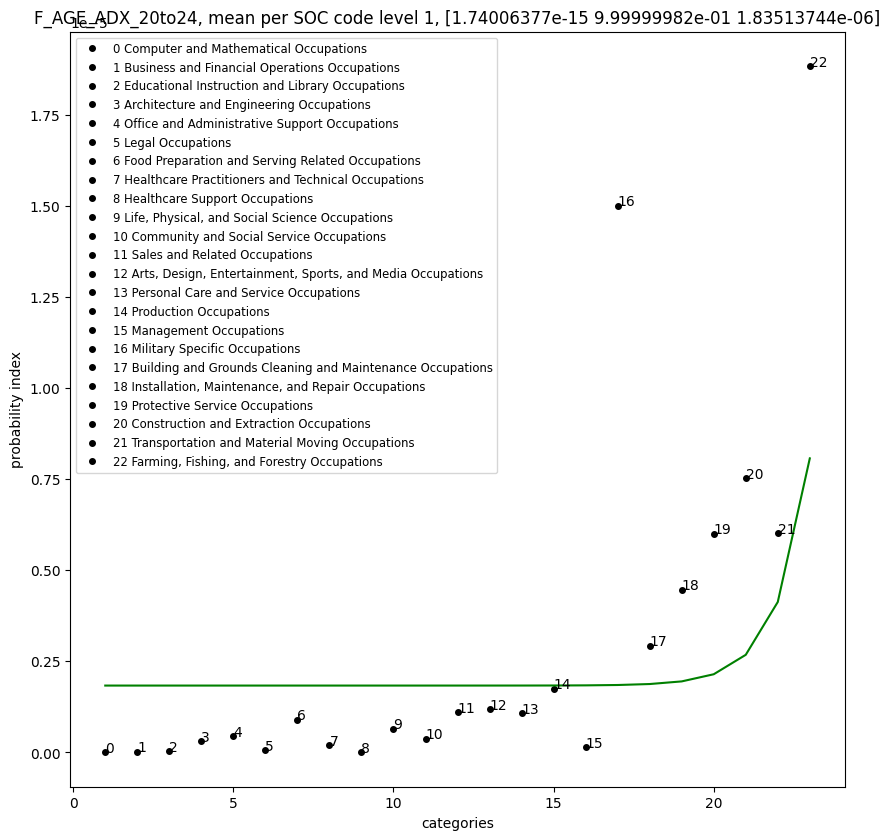 F_AGE_ADX_20to24, mean per SOC code level 1, [1.74006377e-15 9.99999982e-01 1.83513744e-06]
1e−5
0 Computer and Mathematical Occupations
1 Business and Financial Operations Occupations
2 Educational Instruction and Library Occupations
3 Architecture and Engineering Occupations
4 Office and Administrative Support Occupations
5 Legal Occupations
6 Food Preparation and Serving Related Occupations
7 Healthcare Practitioners and Technical Occupations
8 Healthcare Support Occupations
9 Life, Physical, and Social Science Occupations
10 Community and Social Service Occupations
11 Sales and Related Occupations
12 Arts, Design, Entertainment, Sports, and Media Occupations
13 Personal Care and Service Occupations
14 Production Occupations
15 Management Occupations
16 Military Specific Occupations
17 Building and Grounds Cleaning and Maintenance Occupations
18 Installation, Maintenance, and Repair Occupations
19 Protective Service Occupations
20 Construction and Extraction Occupations
21 Transportation and Material Moving Occupations
22 Farming, Fishing, and Forestry Occupations
probability index
1.75
1.50
1.25
1.00
0.75
0.50
0.25
0.00
0
1
2
3
4
5
6
7
8
9
10
11
12
13
14
15
16
17
18
19
20
21
22
0
5
10
15
20
categories